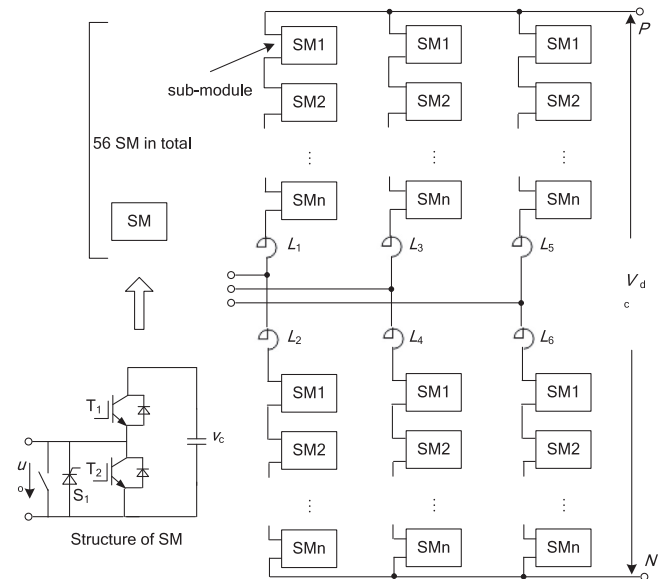 P
SM1
SM1
SM1
sub-module
SM2
SM2
SM2
56 SM in total
...
...
...
SM
SMn
SMn
SMn
L1
L3
L5
V d
c
L2
L4
L6
SM1
SM1
SM1
T1
vc
SM2
SM2
SM2
u
o
S1
T2
...
...
...
Structure of SM
SMn
SMn
SMn
N